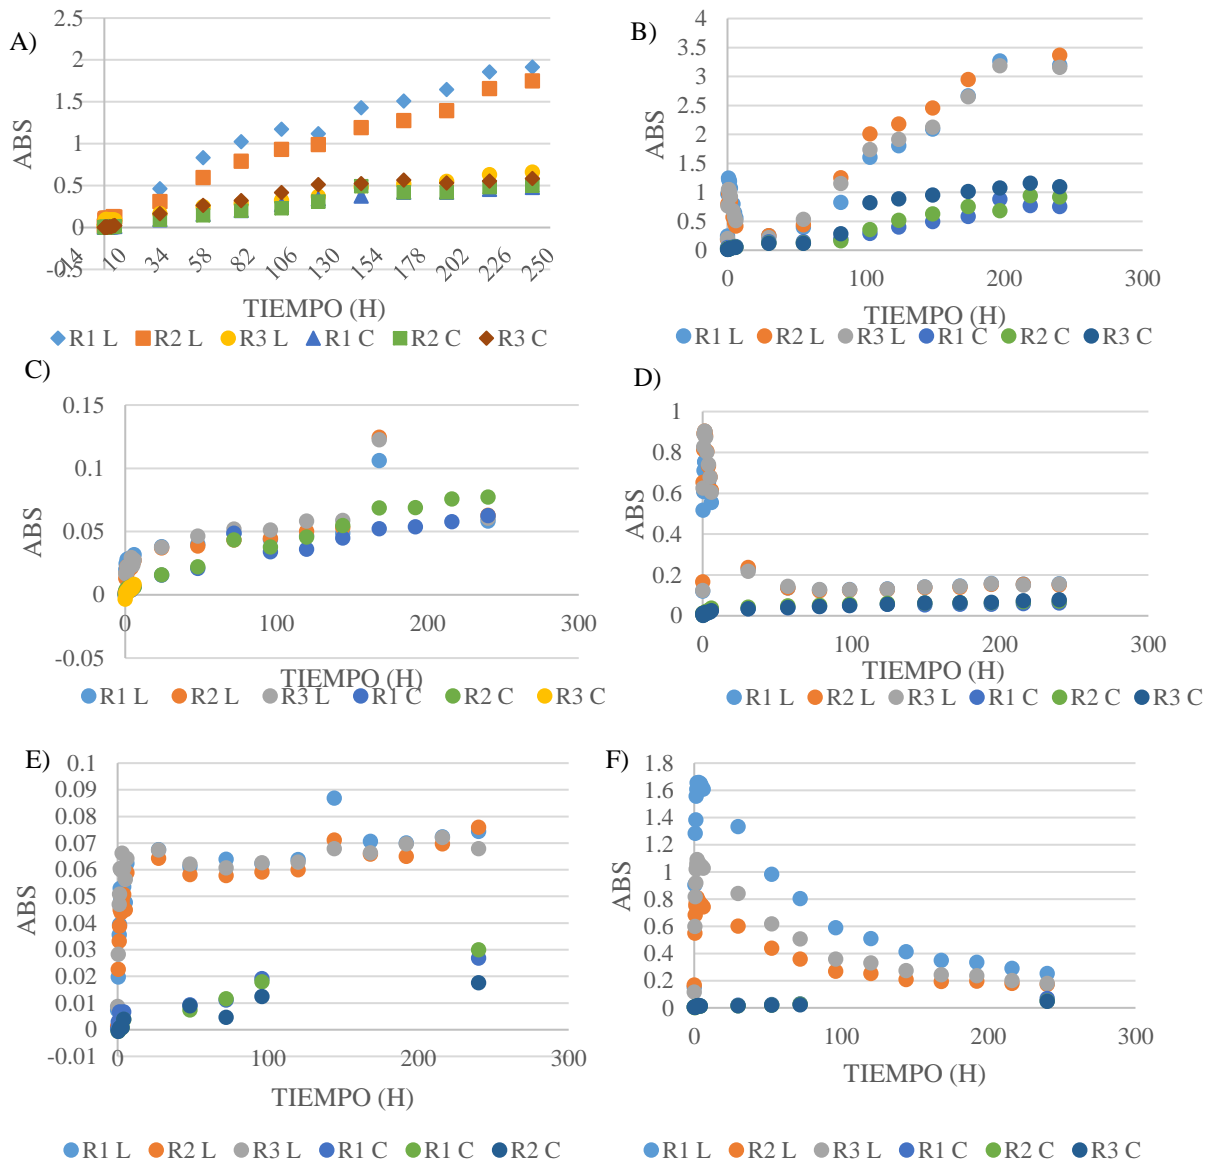 A)
2.5
2
1.5
1
0.5
0
-0.5
ABS
-14 10 34 58 82 106 130 154 178 202 226 250
TIEMPO (H)
R1 L R2 L R3 L R1 C R2 C R3 C
B)
4
3.5
3
2.5
2
1.5
1
0.5
0
ABS
0 100 200 300
TIEMPO (H)
R1 L R2 L R3 L R1 C R2 C R3 C
C)
0.15
0.1
0.05
0
-0.05
ABS
0 100 200 300
TIEMPO (H)
R1 L R2 L R3 L R1 C R2 C R3 C
D)
1
0.8
0.6
0.4
0.2
0
ABS
0 100 200 300
TIEMPO (H)
R1 L R2 L R3 L R1 C R2 C R3 C
E)
0.1
0.09
0.08
0.07
0.06
0.05
0.04
0.03
0.02
0.01
0
-0.01
ABS
0 100 200 300
TIEMPO (H)
R1 L R2 L R3 L R1 C R1 C R2 C
F)
1.8
1.6
1.4
1.2
1
0.8
0.6
0.4
0.2
0
ABS
0 100 200 300
TIEMPO (H)
R1 L R2 L R3 L R1 C R2 C R3 C